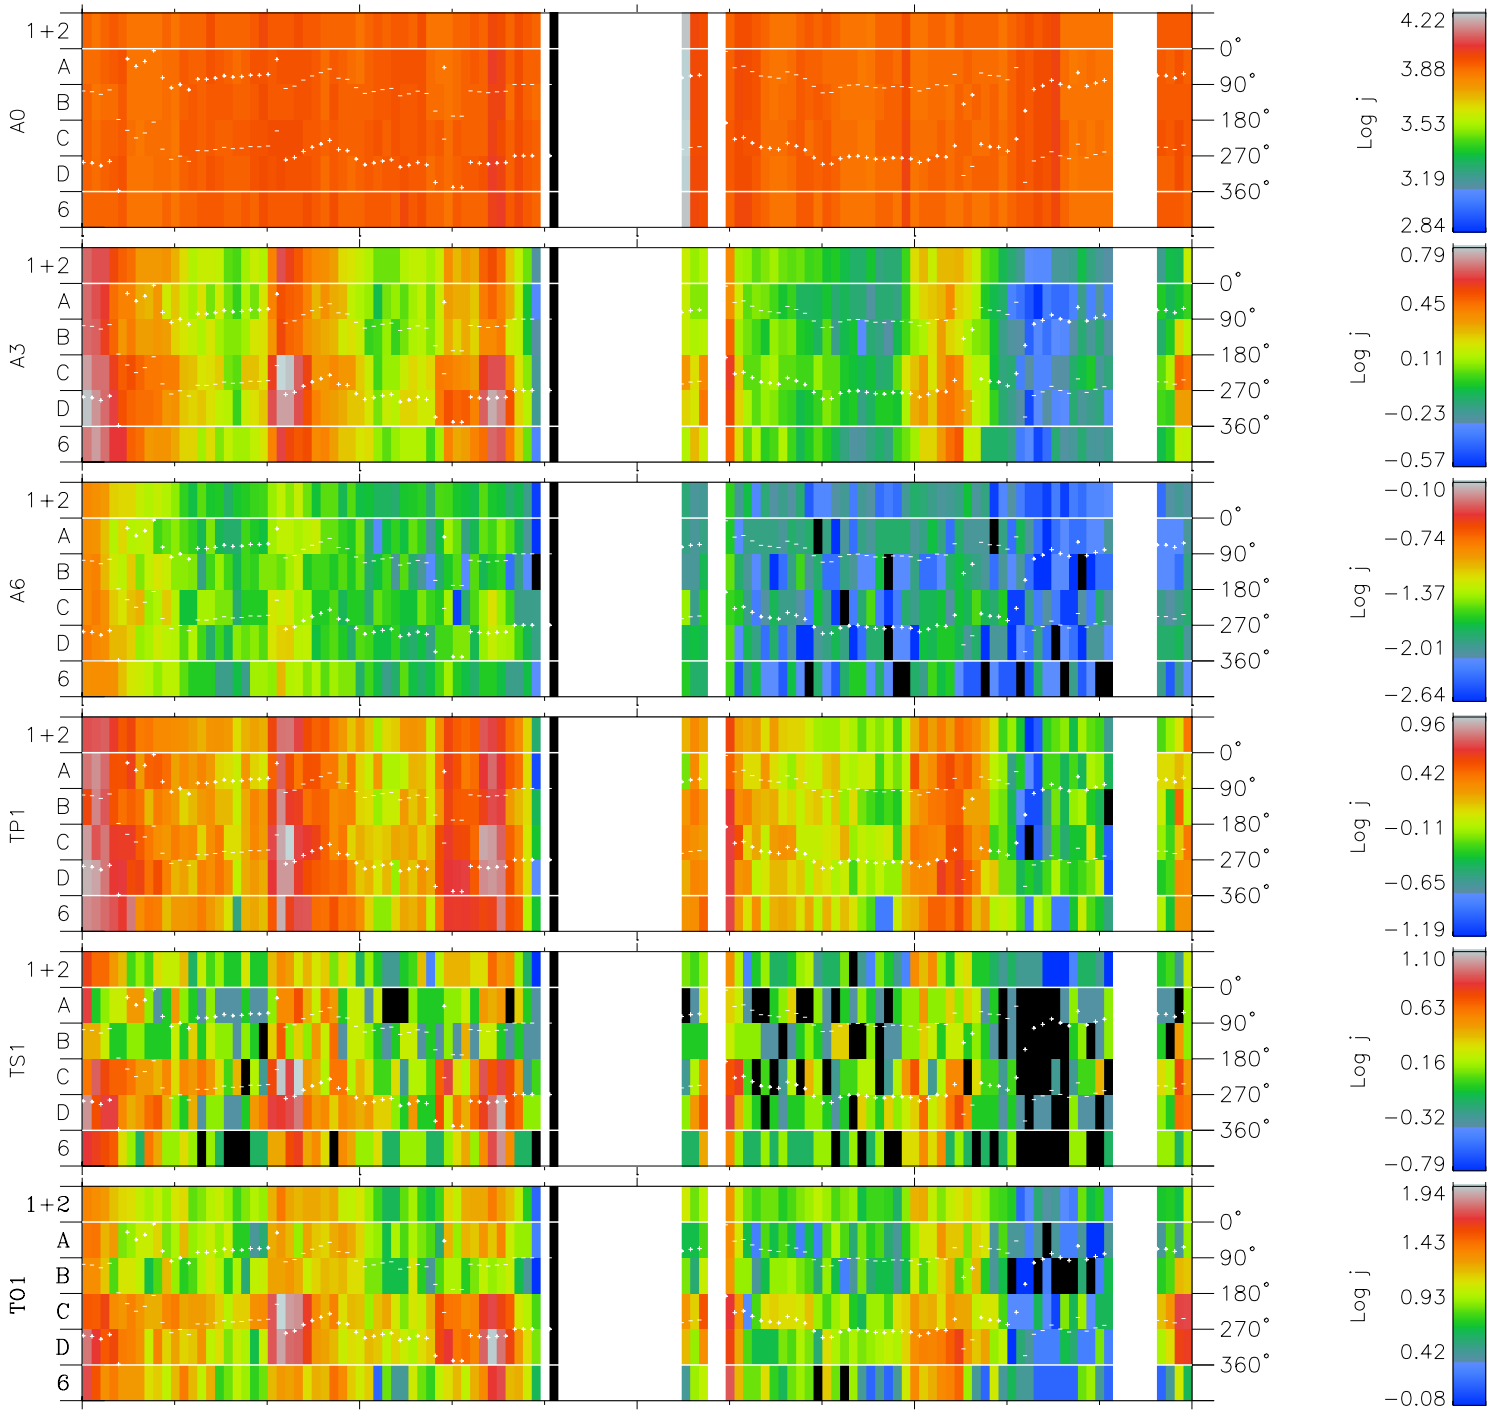 A0
1+2
A
B
C
D
6
0°
90°
180°
270°
360°
Log j
4.22
3.88
3.53
3.19
2.84
A3
1+2
A
B
C
D
6
0°
90°
180°
270°
360°
Log j
0.79
0.45
0.11
−0.23
−0.57
A6
1+2
A
B
C
D
6
0°
90°
180°
270°
360°
Log j
−0.10
−0.74
−1.37
−2.01
−2.64
TP1
1+2
A
B
C
D
6
0°
90°
180°
270°
360°
Log j
0.96
0.42
−0.11
−0.65
−1.19
TS1
1+2
A
B
C
D
6
0°
90°
180°
270°
360°
Log j
1.10
0.63
0.16
−0.32
−0.79
TO1
1+2
A
B
C
D
6
0°
90°
180°
270°
360°
Log j
1.94
1.43
0.93
0.42
−0.08